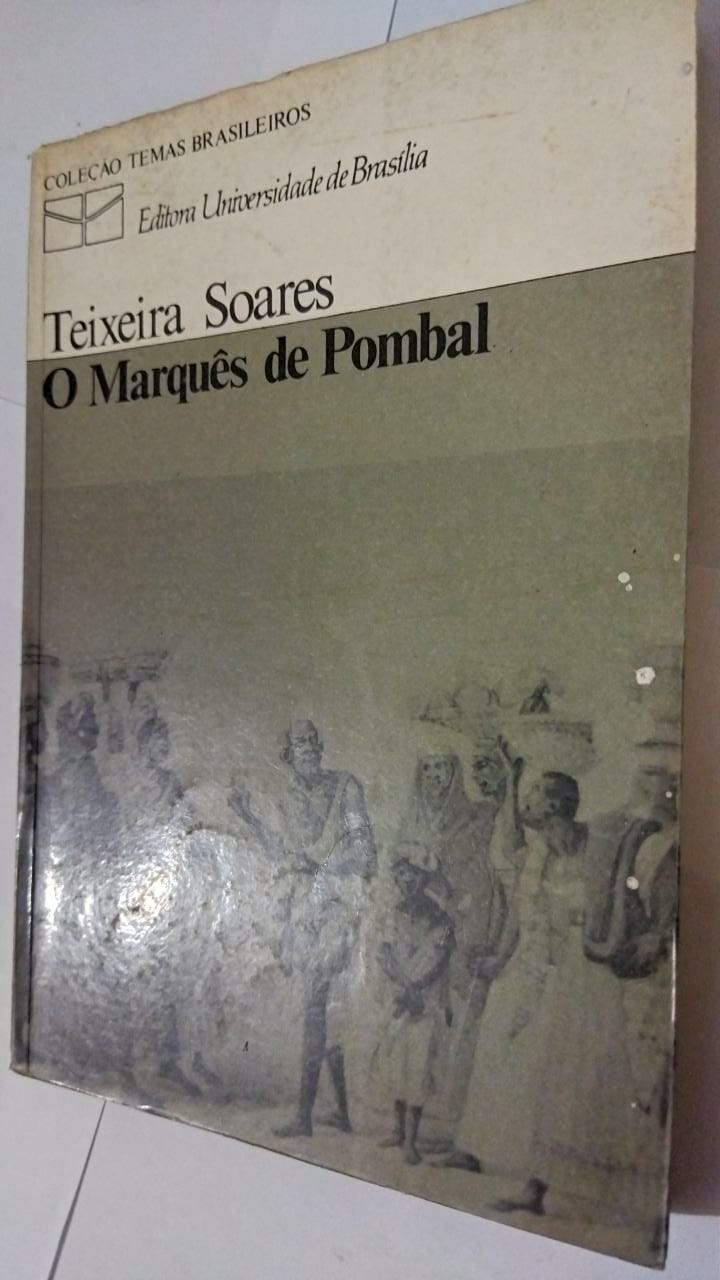 COLEÇÃO TEMAS BRASILEIROS
Editora Universidade de Brasília
Teixeira Soares
O Marquês de Pombal